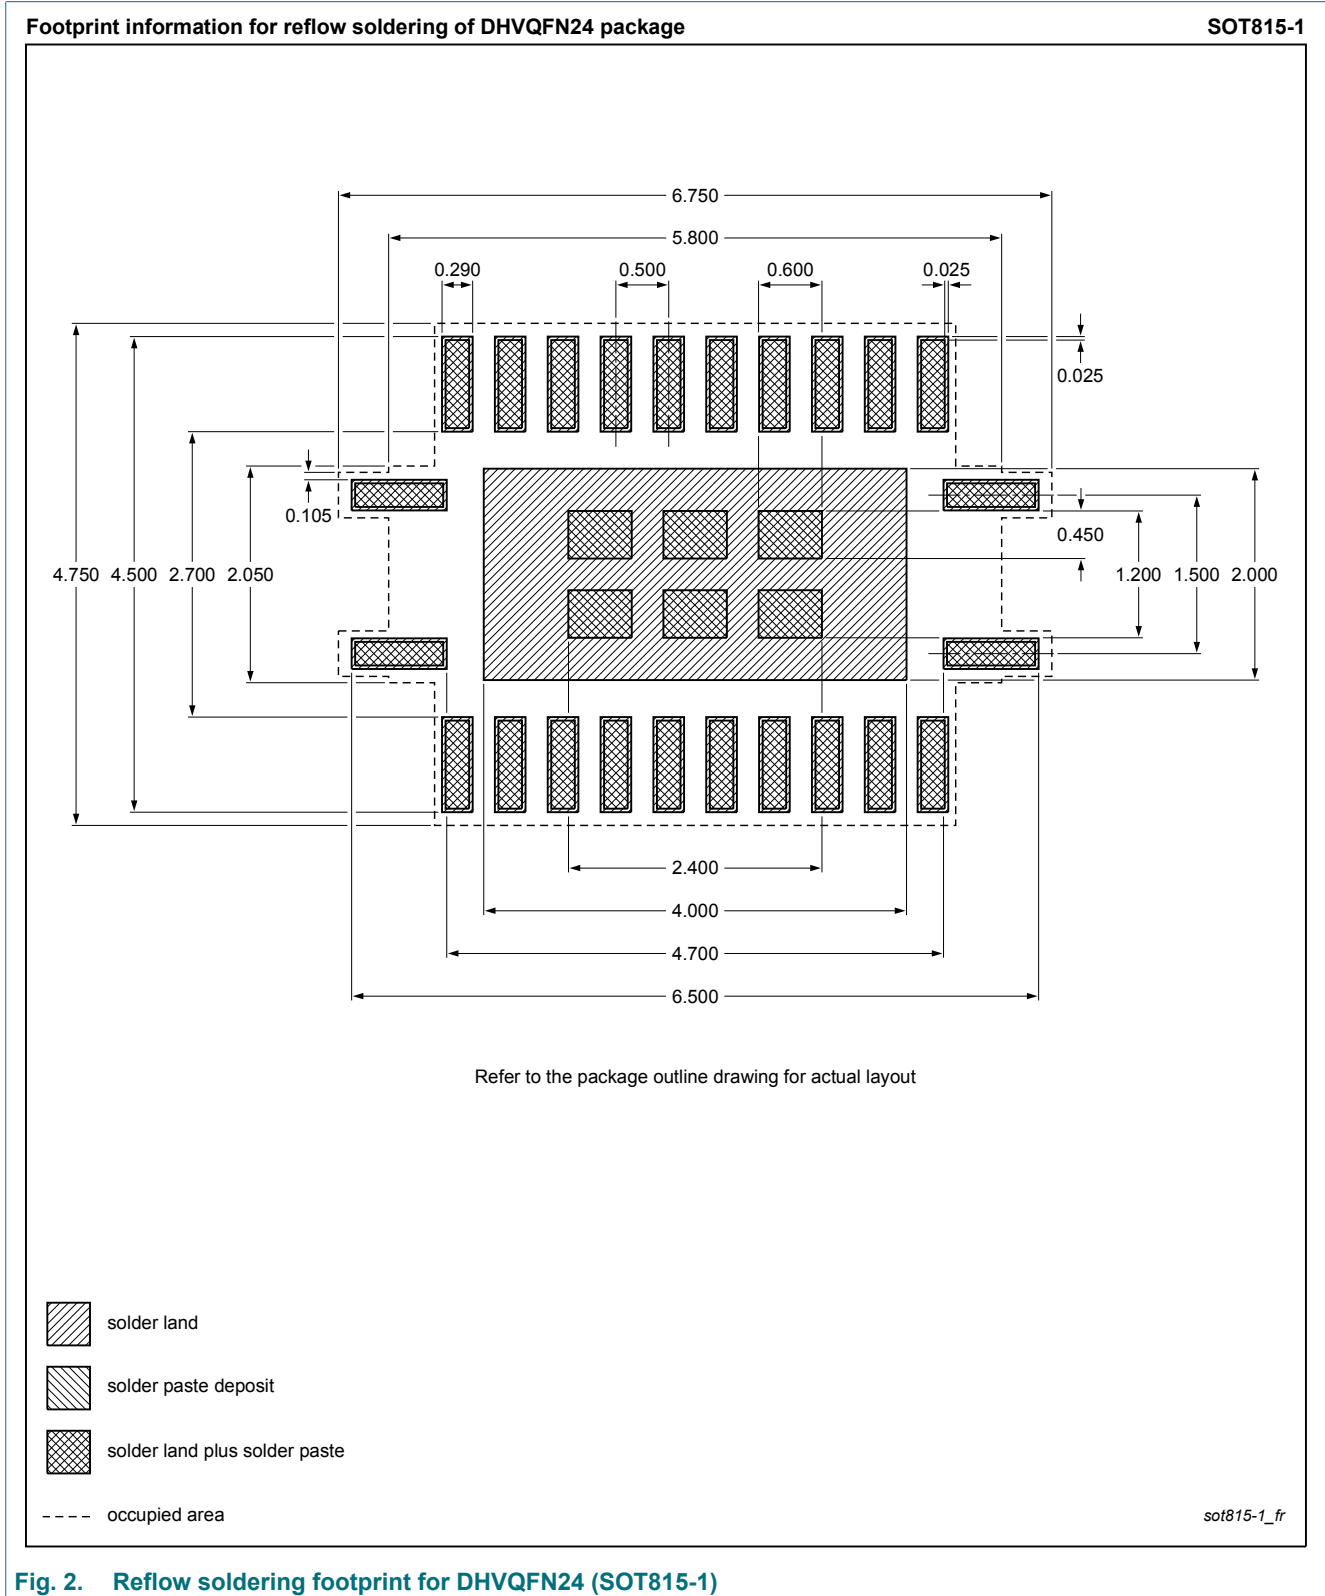 Footprint information for reflow soldering of DHVQFN24 package SOT815-1
6.750
5.800
0.290 0.500 0.600 0.025
0.025
0.105
0.450
4.750 4.500 2.700 2.050 1.200 1.500 2.000
2.400
4.000
4.700
6.500
Refer to the package outline drawing for actual layout
solder land
solder paste deposit
solder land plus solder paste
occupied area
sot815-1_fr
Fig. 2. Reflow soldering footprint for DHVQFN24 (SOT815-1)